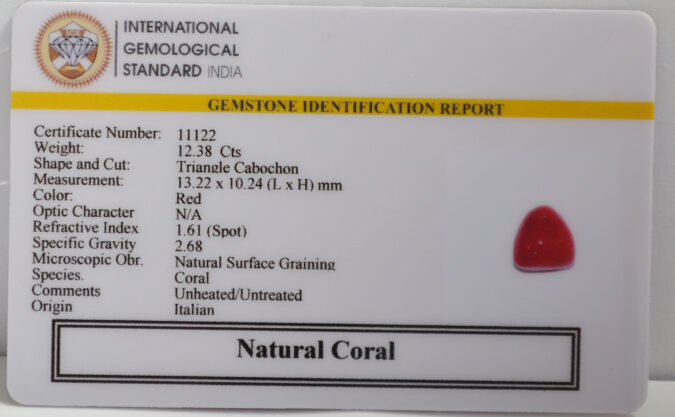 INTERNATIONAL
GEMOLOGICAL
STANDARD INDIA
GEMSTONE IDENTIFICATION REPORT
Certificate Number: 11122
Weight: 12.38 Cts
Shape and Cut: Triangle Cabochon
Measurement: 13.22 x 10.24 (L x H) mm
Color: Red
Optic Character N/A
Refractive Index 1.61 (Spot)
Specific Gravity 2.68
Microscopic Obr. Natural Surface Graining
Species. Coral
Comments Unheated/Untreated
Origin Italian
Natural Coral